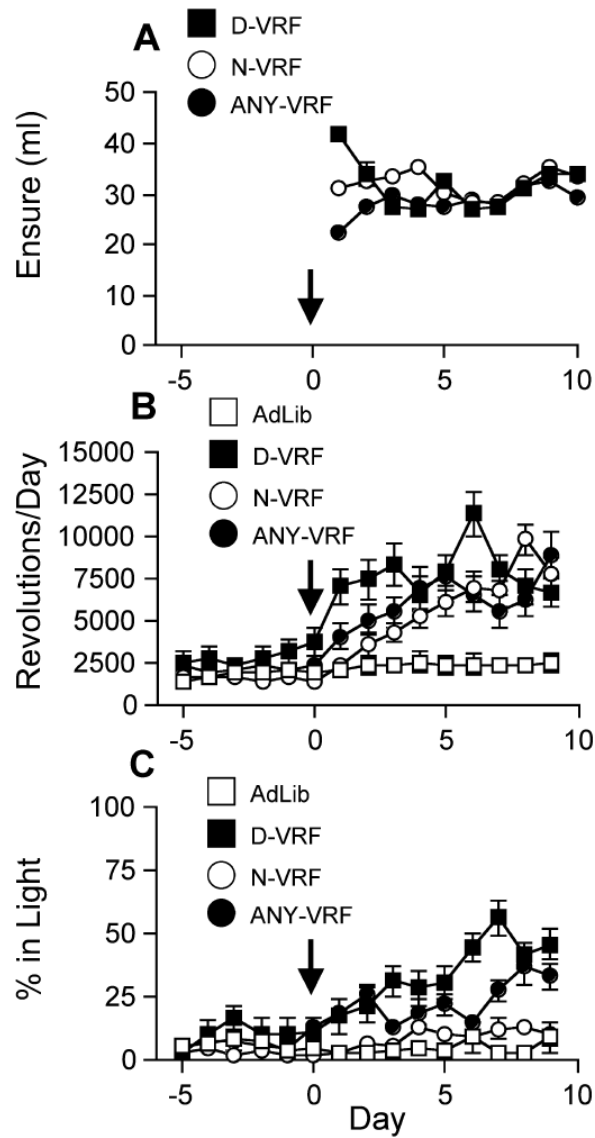 A
D-VRF
N-VRF
ANY-VRF
Ensure (ml)
50
40
30
20
10
0
-5 0 5 10
B
AdLib
D-VRF
N-VRF
ANY-VRF
Revolutions/Day
15000
12500
10000
7500
5000
2500
0
-5 0 5 10
C
AdLib
D-VRF
N-VRF
ANY-VRF
% in Light
100
75
50
25
0
-5 0 5 10
Day